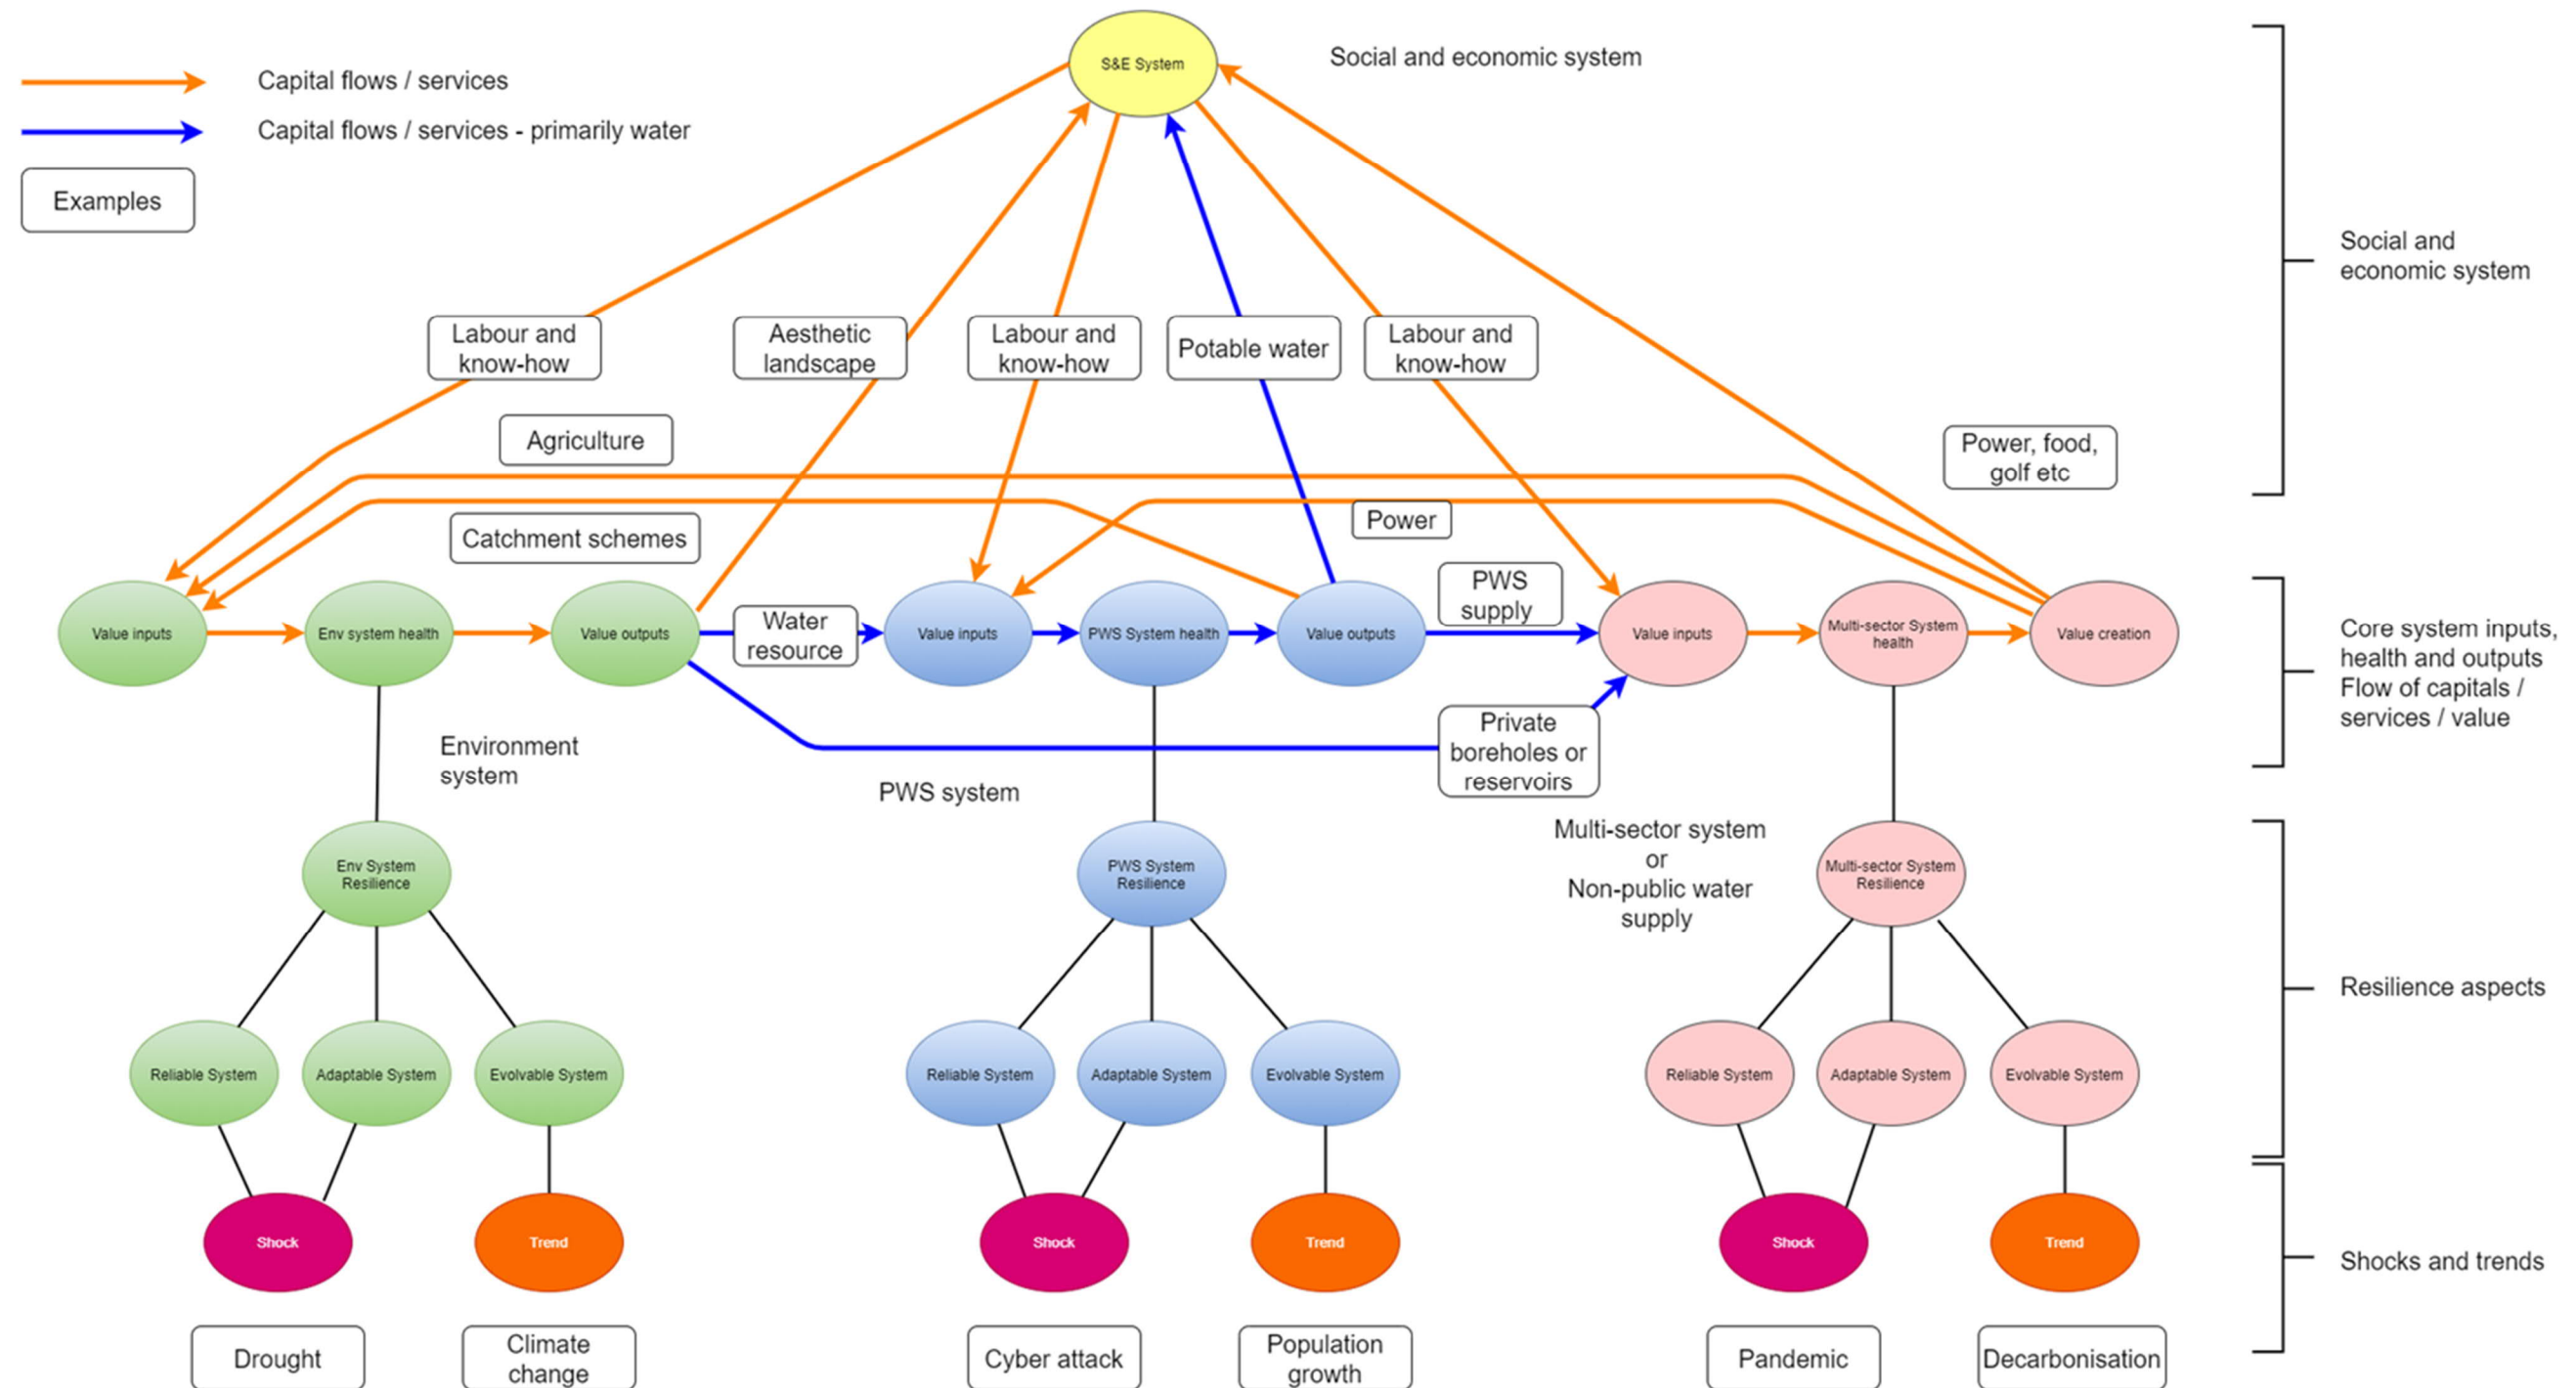 S&E System
Social and economic system
Capital flows / services
Capital flows / services - primarily water
Examples
Social and
economic system
Labour and
know-how
Aesthetic
landscape
Labour and
know-how
Potable water
Labour and
know-how
Agriculture
Power, food,
golf etc
Catchment schemes
Power
PWS
supply
Value inputs
Env system health
Value outputs
Water
resource
Value inputs
PWS System health
Value outputs
Value inputs
Multi-sector System
health
Value creation
Core system inputs,
health and outputs
Flow of capitals /
services / value
Environment
system
PWS system
Private
boreholes or
reservoirs
Multi-sector system
or
Non-public water
supply
Env System
Resilience
PWS System
Resilience
Multi-sector System
Resilience
Resilience aspects
Reliable System
Adaptable System
Evolvable System
Reliable System
Adaptable System
Evolvable System
Reliable System
Adaptable System
Evolvable System
Shock
Trend
Shock
Trend
Shock
Trend
Shocks and trends
Drought
Climate
change
Cyber attack
Population
growth
Pandemic
Decarbonisation